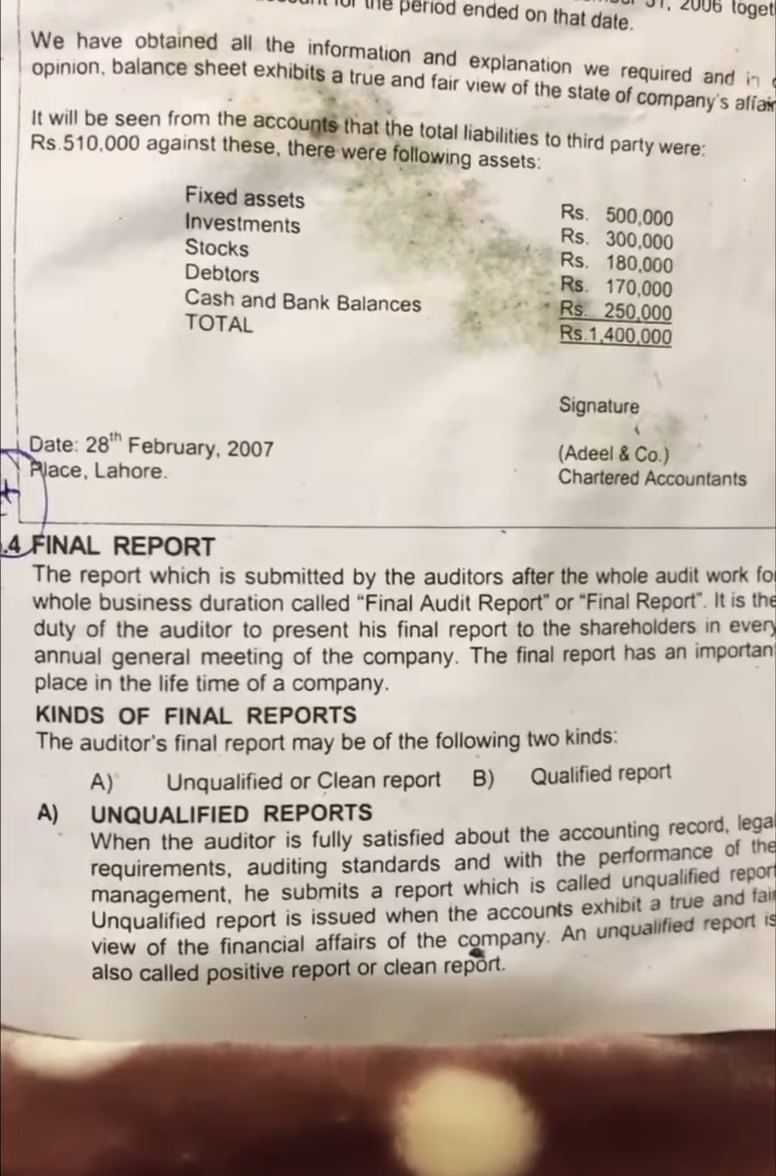 the period ended on that date. 31, 2006
We have obtained all the information and explanation we required and in
opinion, balance sheet exhibits a true and fair view of the state of company's affair
It will be seen from the accounts that the total liabilities to third party were:
Rs.510,000 against these, there were following assets:
Fixed assets Rs. 500,000
Investments Rs. 300,000
Stocks Rs. 180,000
Debtors Rs. 170,000
Cash and Bank Balances Rs. 250,000
TOTAL Rs.1,400,000
Signature
Date: 28th February, 2007 (Adeel & Co.)
Place, Lahore. Chartered Accountants
.4 FINAL REPORT
The report which is submitted by the auditors after the whole audit work fo
whole business duration called “Final Audit Report” or “Final Report”. It is the
duty of the auditor to present his final report to the shareholders in every
annual general meeting of the company. The final report has an importan
place in the life time of a company.
KINDS OF FINAL REPORTS
The auditor's final report may be of the following two kinds:
A) Unqualified or Clean report B) Qualified report
A) UNQUALIFIED REPORTS
When the auditor is fully satisfied about the accounting record, legal
requirements, auditing standards and with the performance of the
management, he submits a report which is called unqualified report
Unqualified report is issued when the accounts exhibit a true and fair
view of the financial affairs of the company. An unqualified report is
also called positive report or clean report.